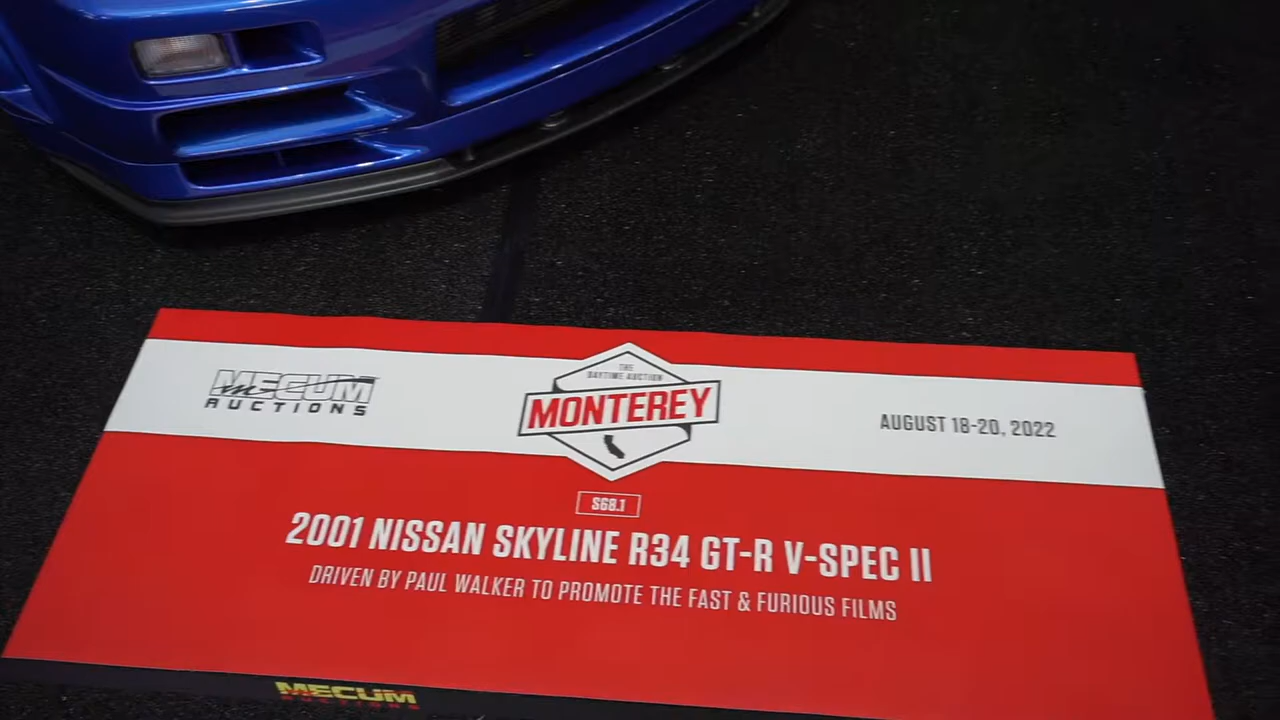 MECUM
AUCTIONS
THE
DAYTIME AUCTION
MONTEREY
AUGUST 18-20, 2022
S68.1
2001 NISSAN SKYLINE R34 GT-R V-SPEC II
DRIVEN BY PAUL WALKER TO PROMOTE THE FAST & FURIOUS FILMS
MECUM
AUCTIONS